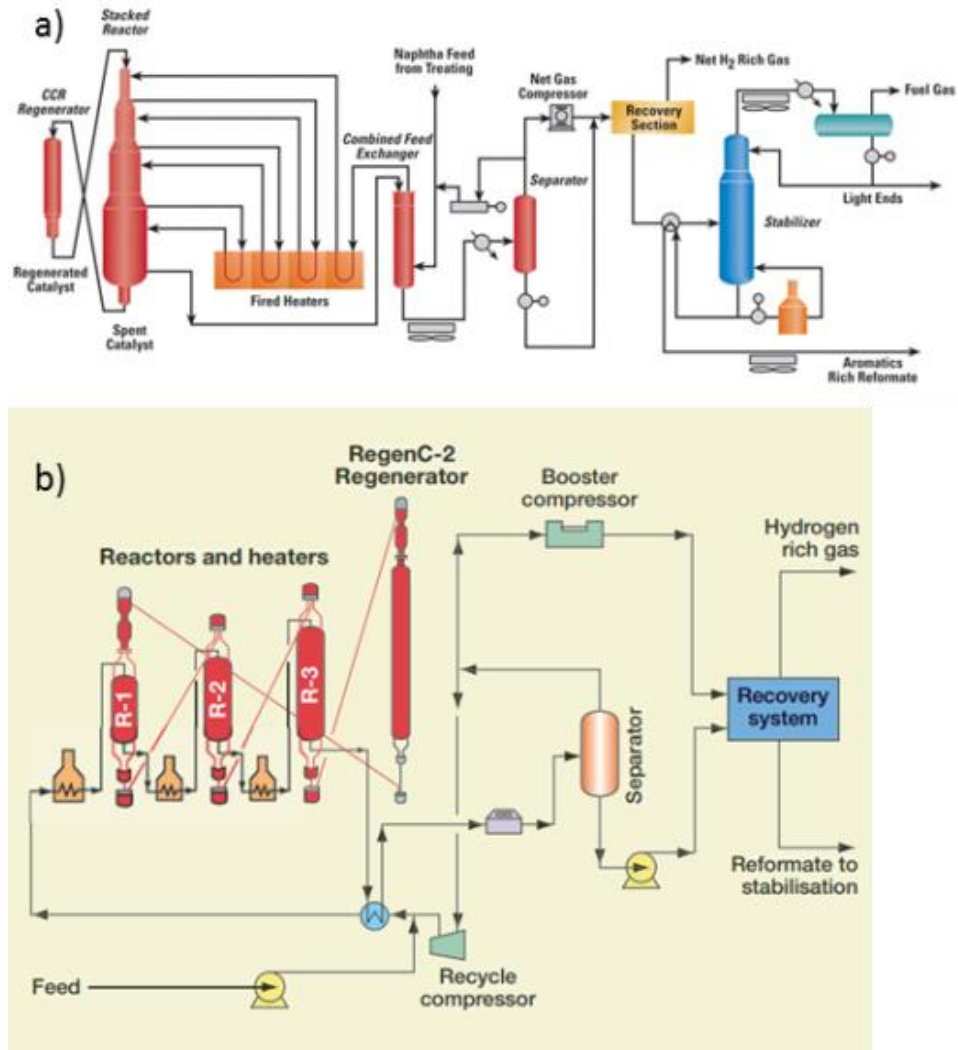 a)
Stacked
Reactor
CCR
Regenerator
Naphtha Feed
from Treating
Net Gas
Compressor
Net H2 Rich Gas
Recovery
Section
Fuel Gas
Combined Feed
Exchanger
Separator
Light Ends
Stabilizer
Regenerated
Catalyst
Fired Heaters
Spent
Catalyst
Aromatics
Rich Reformate
b)
RegenC-2
Regenerator
Booster
compressor
Hydrogen
rich gas
Reactors and heaters
R-1
R-2
R-3
Recovery
system
Separator
Reformate to
stabilisation
Feed
Recycle
compressor